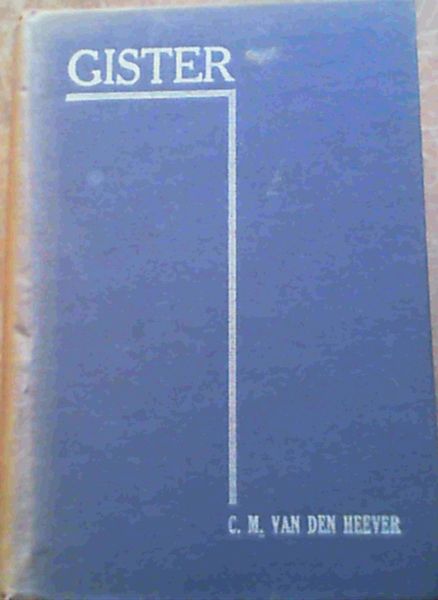 GISTER
C. M. VAN DEN HEEVER